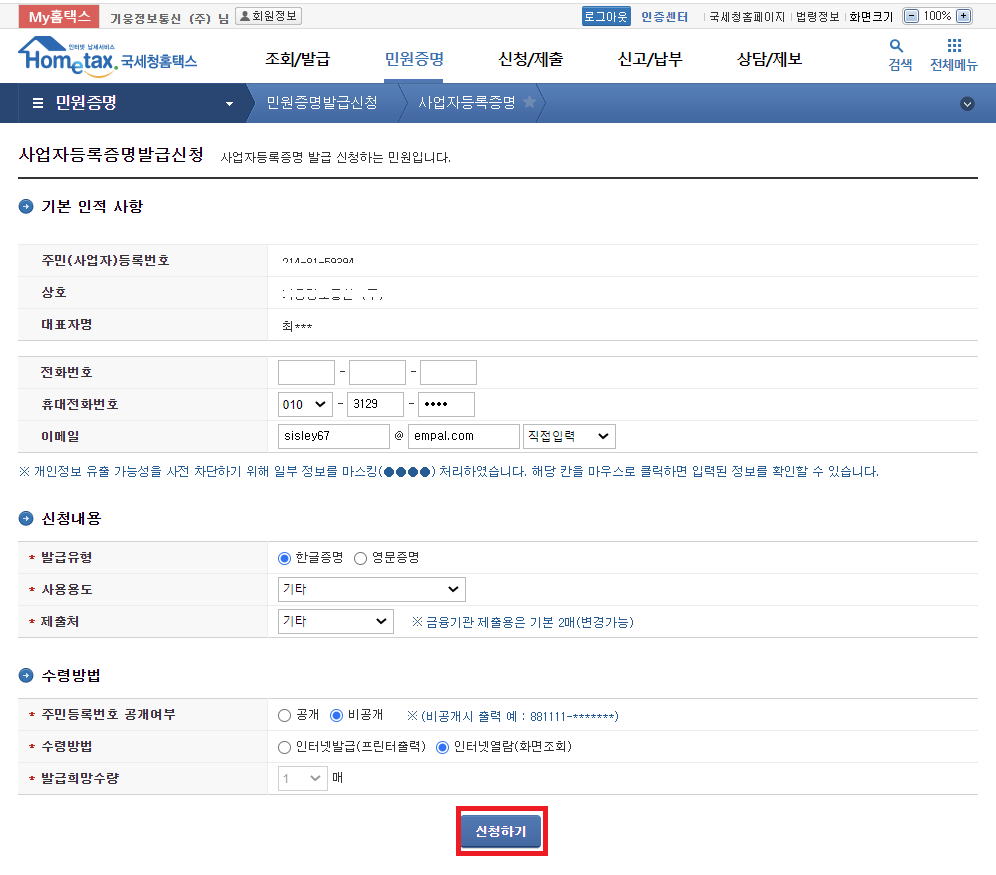 My홈택스 기웅정보통신 (주) 님 회원정보 로그아웃 인증센터 국세청홈페이지 법령정보 화면크기 100%
인터넷 납세서비스
Hometax. 국세청홈택스 조회/발급 민원증명 신청/제출 신고/납부 상담/제보 검색 전체메뉴
민원증명 민원증명발급신청 사업자등록증명
사업자등록증명발급신청 사업자등록증명 발급 신청하는 민원입니다.
기본 인적 사항
주민(사업자)등록번호
상호
대표자명 최***
전화번호 - -
휴대전화번호 010 - 3129 - ●●●●
이메일 sisley67 @ empal.com 직접입력
※ 개인정보 유출 가능성을 사전 차단하기 위해 일부 정보를 마스킹(●●●●) 처리하였습니다. 해당 칸을 마우스로 클릭하면 입력된 정보를 확인할 수 있습니다.
신청내용
* 발급유형 한글증명 영문증명
* 사용용도 기타
* 제출처 기타 ※ 금융기관 제출용은 기본 2매(변경가능)
수령방법
* 주민등록번호 공개여부 공개 비공개 ※ (비공개시 출력 예 : 881111-*******)
* 수령방법 인터넷발급(프린터출력) 인터넷열람(화면조회)
* 발급희망수량 1 매
신청하기